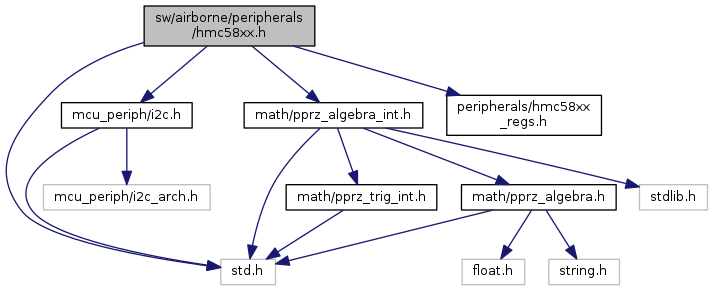 sw/airborne/peripherals
/hmc58xx.h
mcu_periph/i2c.h
math/pprz_algebra_int.h
peripherals/hmc58xx
_regs.h
mcu_periph/i2c_arch.h
math/pprz_trig_int.h
math/pprz_algebra.h
stdlib.h
std.h
float.h
string.h